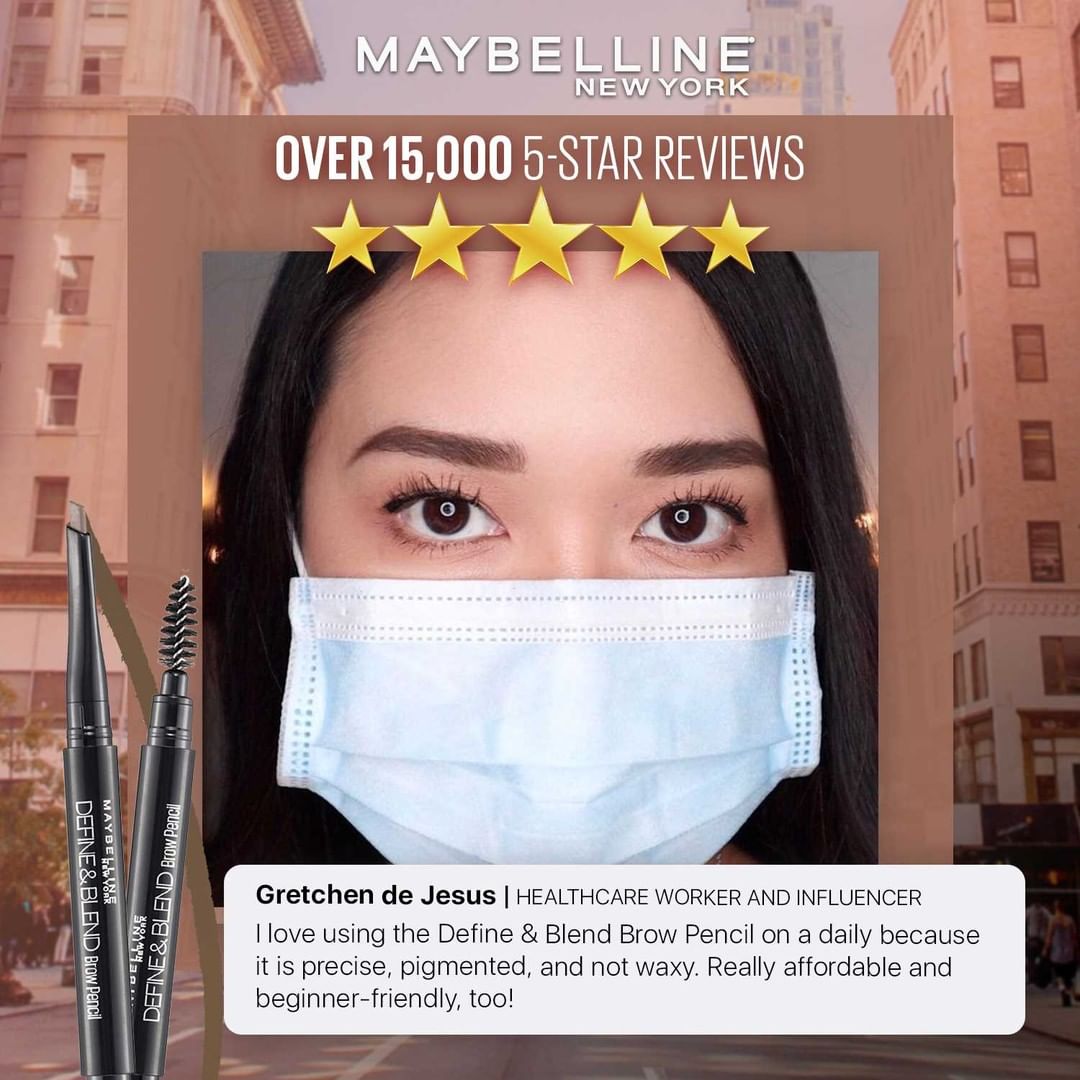 MAYBELLINE
NEW YORK
OVER 15,000 5-STAR REVIEWS
Gretchen de Jesus | HEALTHCARE WORKER AND INFLUENCER
I love using the Define & Blend Brow Pencil on a daily because
it is precise, pigmented, and not waxy. Really affordable and
beginner-friendly, too!
MAYBELLINE
NEW YORK
DEFINE & BLEND Brow Pencil
MAYBELLINE
NEW YORK
DEFINE & BLEND Brow Pencil